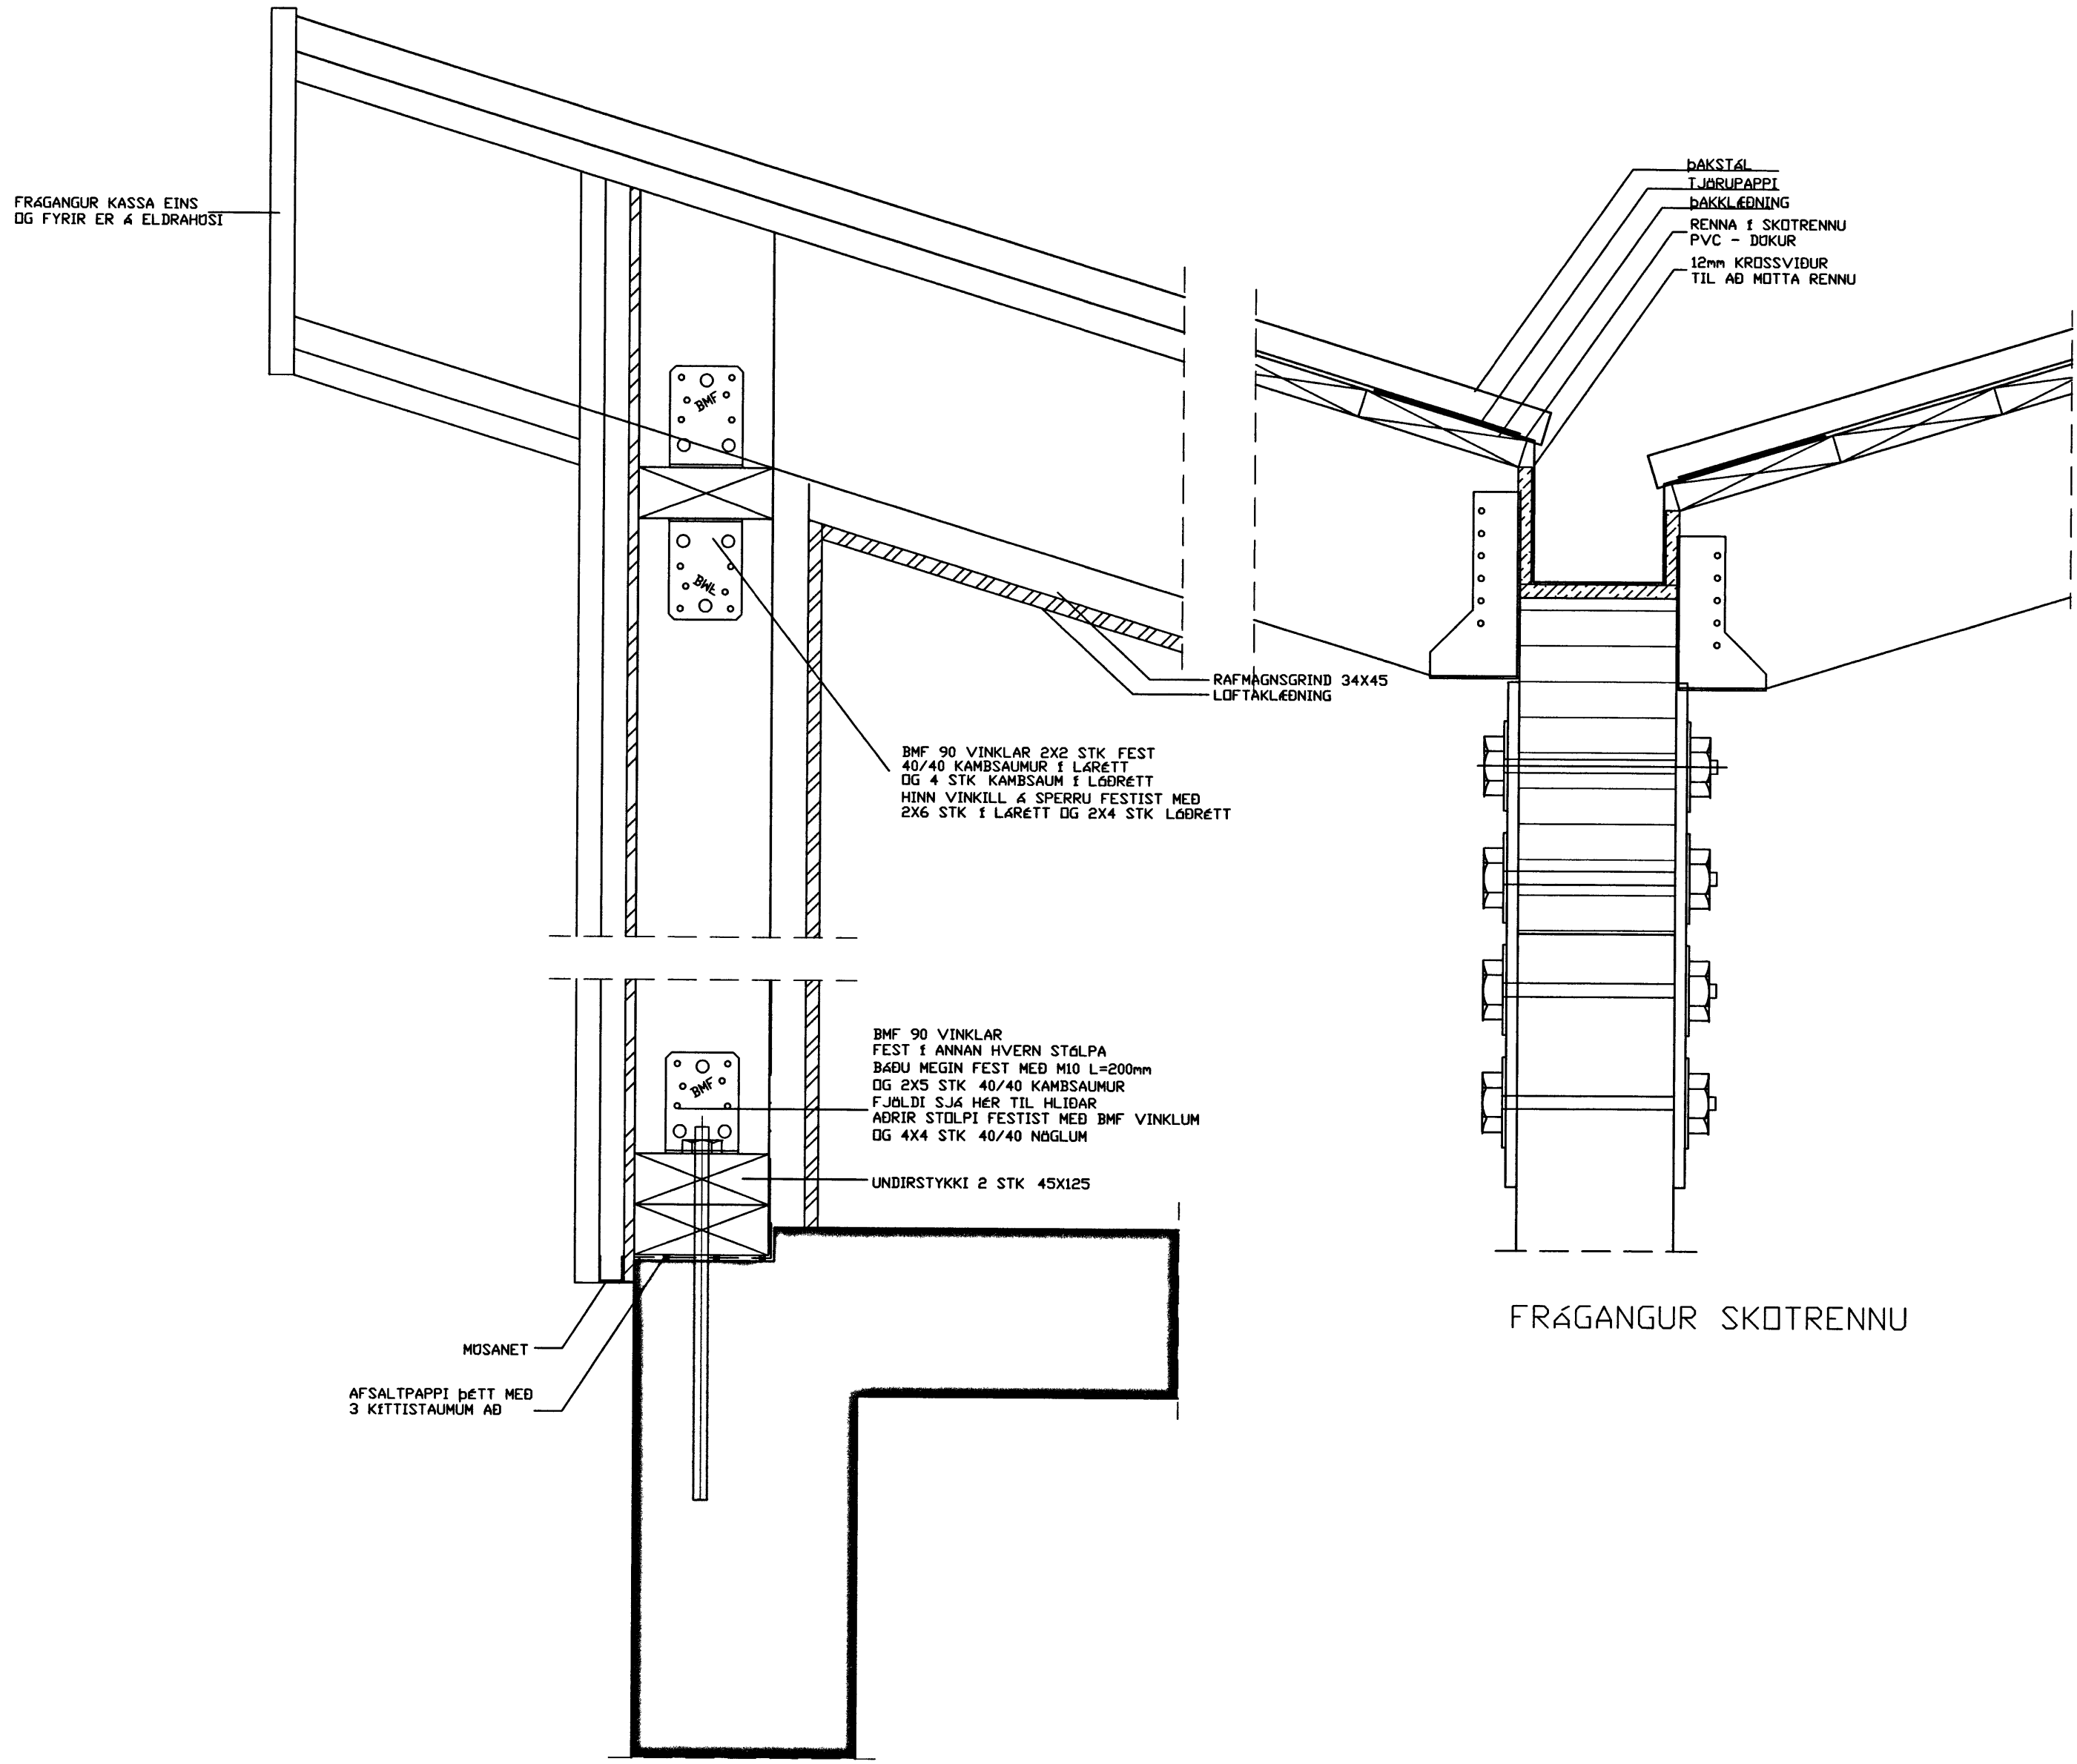 FRÁGANGUR KASSA EINS
OG FYRIR ER Á ELDRAHÚSI
ÞAKSTÁL
TJÖRUPAPPI
ÞAKKLÆÐNING
RENNA Í SKOTRENNU
PVC - DÚKUR
12mm KROSSVIÐUR
TIL AÐ MÓTTA RENNU
BMF
BMF
RAFMAGNSGRIND 34X45
LOFTAKLÆÐNING
BMF 90 VINKLAR 2X2 STK FEST
40/40 KAMBSAUMUR Í LÁRÉTT
OG 4 STK KAMBSAUM Í LÓÐRÉTT
HINN VINKILL Á SPERRU FESTIST MEÐ
2X6 STK Í LÁRÉTT OG 2X4 STK LÓÐRÉTT
BMF 90 VINKLAR
FEST Í ANNAN HVERN STÓLPA
BÁÐU MEGIN FEST MEÐ M10 L=200mm
OG 2X5 STK 40/40 KAMBSAUMUR
FJÖLDI SJÁ HÉR TIL HLIÐAR
AÐRIR STOLPI FESTIST MEÐ BMF VINKLUM
OG 4X4 STK 40/40 NÖGLUM
BMF
UNDIRSTYKKI 2 STK 45X125
MÚSANET
AFSALTPAPPI ÞÉTT MEÐ
3 KÍTTISTAUMUM AÐ
FRÁGANGUR SKOTRENNU